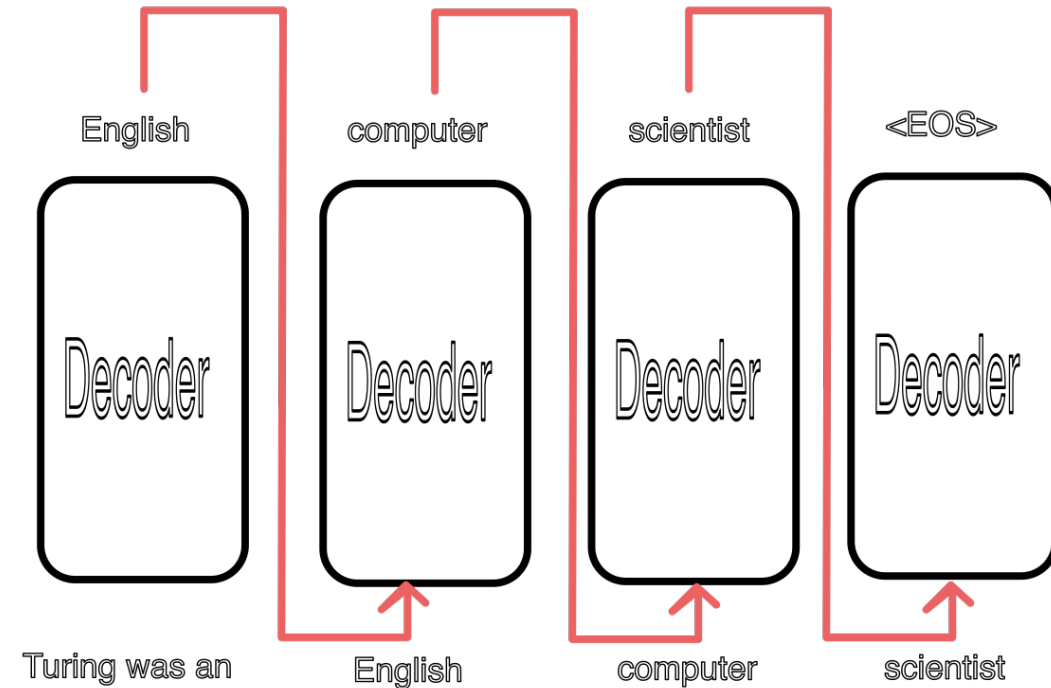 English
computer
scientist
<EOS>
Decoder
Decoder
Decoder
Decoder
Turing was an
English
computer
scientist